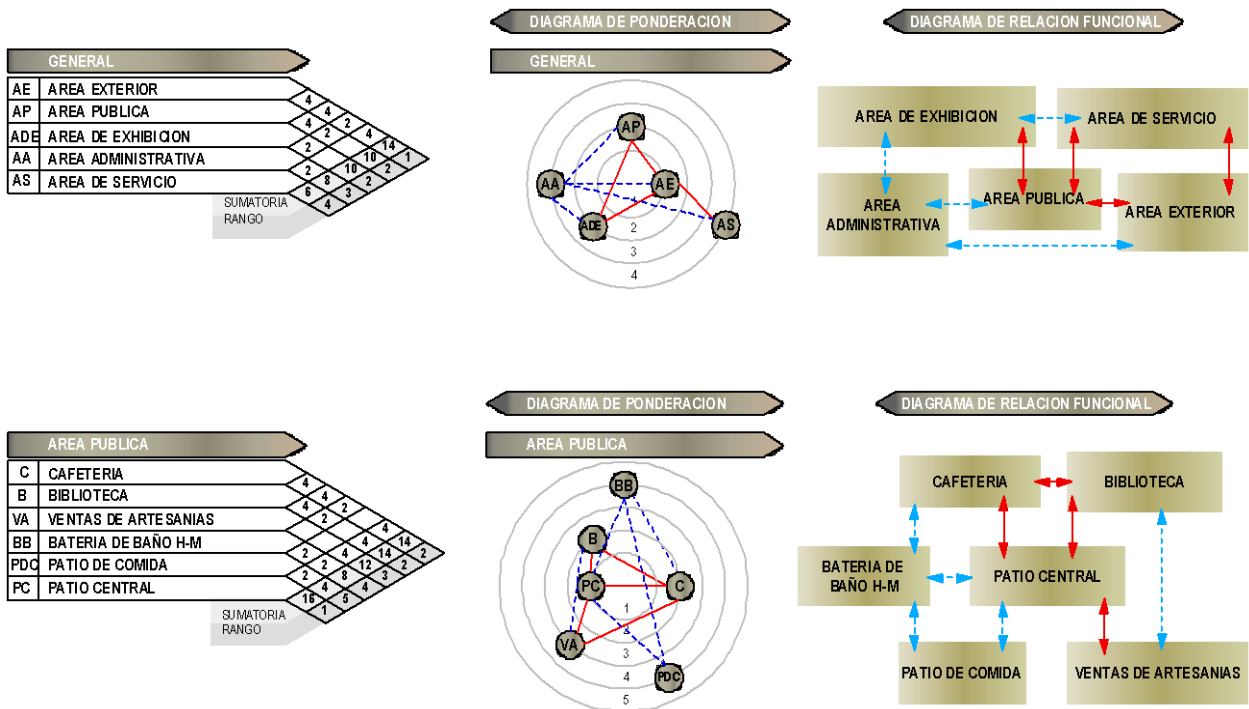 DIAGRAMA DE PONDERACION
DIAGRAMA DE RELACION FUNCIONAL
GENERAL
AE AREA EXTERIOR
AP AREA PUBLICA
ADE AREA DE EXHIBICION
AA AREA ADMINISTRATIVA
AS AREA DE SERVICIO
4
4 4
4 2 2
2 2 4
2 10 14
8 10 14 1
6 3 2 2
4
SUMATORIA
RANGO
GENERAL
AP
AA
AE
ADE
AS
2
3
4
AREA DE EXHIBICION
AREA DE SERVICIO
AREA ADMINISTRATIVA
AREA PUBLICA
AREA EXTERIOR
DIAGRAMA DE PONDERACION
DIAGRAMA DE RELACION FUNCIONAL
AREA PUBLICA
C CAFETERIA
B BIBLIOTECA
VA VENTAS DE ARTESANIAS
BB BATERIA DE BAÑO H-M
PDC PATIO DE COMIDA
PC PATIO CENTRAL
4
4
4 2
2 4
2 4 14
2 12 14 2
2 8 3 2
16 4 4
1 5
SUMATORIA
RANGO
AREA PUBLICA
BB
B
PC
C
VA
PDC
1
3
4
5
CAFETERIA
BIBLIOTECA
BATERIA DE BAÑO H-M
PATIO CENTRAL
PATIO DE COMIDA
VENTAS DE ARTESANIAS